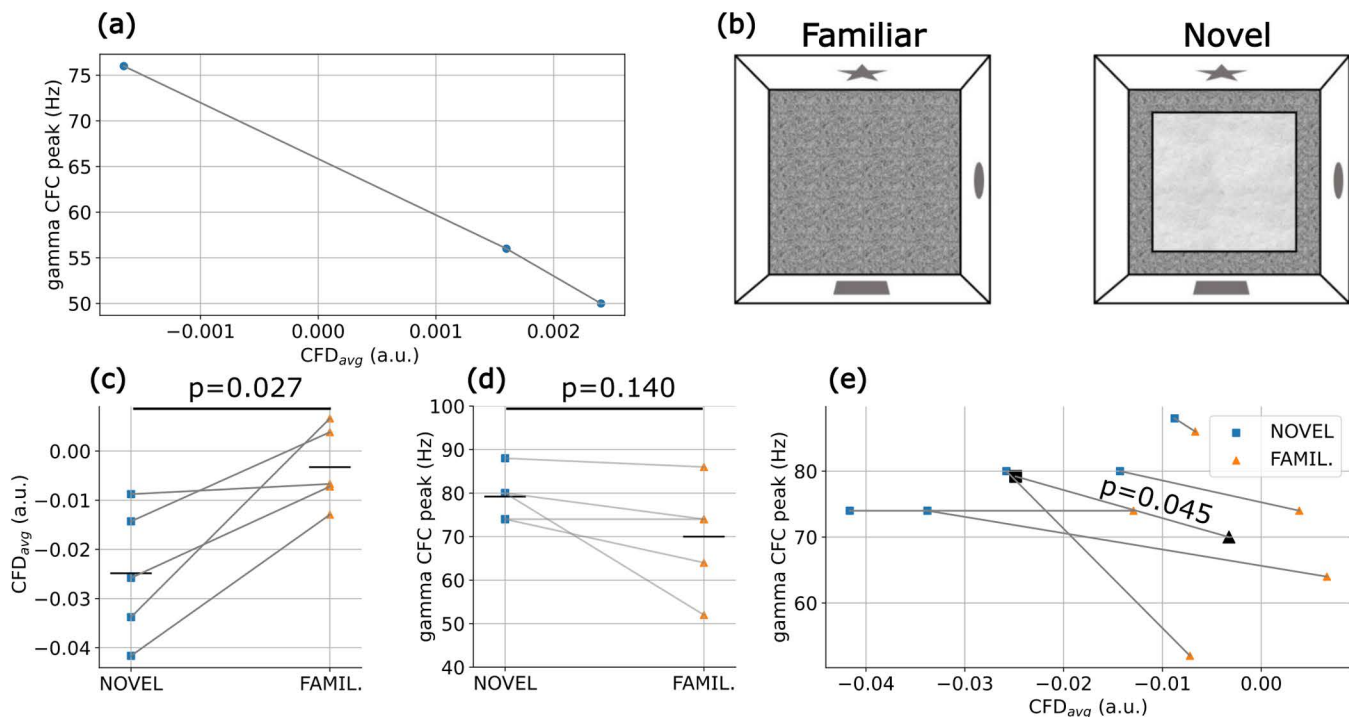 (a)
gamma CFC peak (Hz)
75
70
65
60
55
50
−0.001
0.000
0.001
0.002
CFDavg (a.u.)
(b)
Familiar
Novel
(c)
p=0.027
CFDavg (a.u.)
0.00
−0.01
−0.02
−0.03
−0.04
NOVEL
FAMIL.
(d)
p=0.140
gamma CFC peak (Hz)
100
90
80
70
60
50
40
NOVEL
FAMIL.
(e)
gamma CFC peak (Hz)
80
70
60
NOVEL
FAMIL.
p=0.045
−0.04
−0.03
−0.02
−0.01
0.00
CFDavg (a.u.)